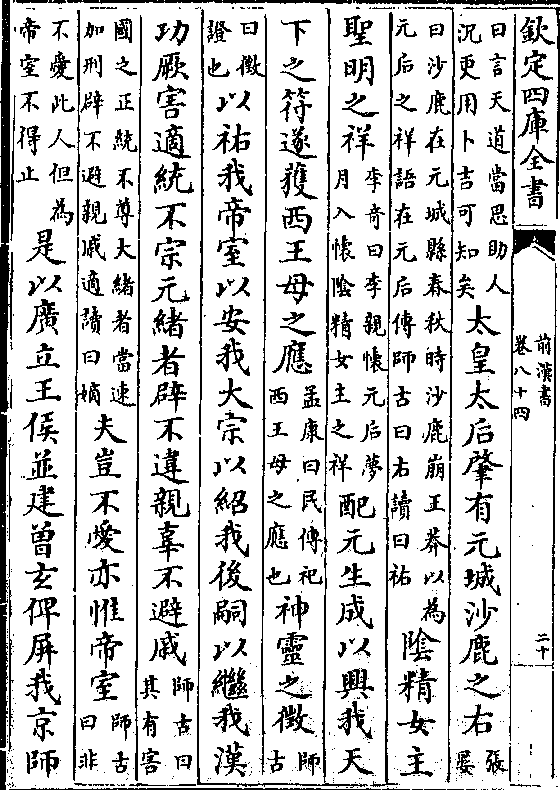 欽定四庫全書
前漢書
卷八十四
二十
曰言天道當思助人
況更用卜吉可知矣
太皇太后肇有元城沙鹿之右
張晏
曰沙鹿在元城縣春秋時沙鹿崩王莽以為
元后之祥語在元后傳師古曰右讀曰祐
陰精女主
聖明之祥
李奇曰李親懷元后夢
月入懷陰精女主之祥
配元生成以興我天
下之符遂獲西王母之應
孟康曰民傳祀
西王母之應也
神靈之徵
師古
曰徵
證也
以祐我帝室以安我大宗以紹我後嗣以繼我漢
功厥害適統不宗元緒者辟不違親辜不避戚
師古曰
其有害
國之正統不尊大緒者當速
加刑辟不避親戚適讀曰嫡
夫豈不愛亦惟帝室
師古
曰非
不愛此人但為
帝室不得止
是以廣立王侯並建曾玄俾屏我京師